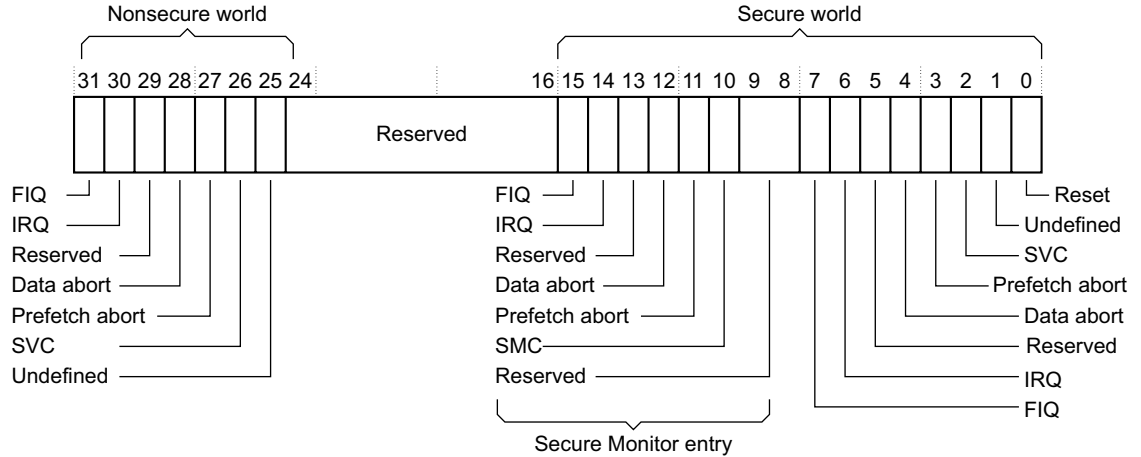 Nonsecure world Secure world
31 30 29 28 27 26 25 24 16 15 14 13 12 11 10 9 8 7 6 5 4 3 2 1 0
Reserved
FIQ FIQ Reset
IRQ IRQ Undefined
Reserved Reserved SVC
Data abort Data abort Prefetch abort
Prefetch abort Prefetch abort Data abort
SVC SMC Reserved
Undefined Reserved IRQ
FIQ
Secure Monitor entry